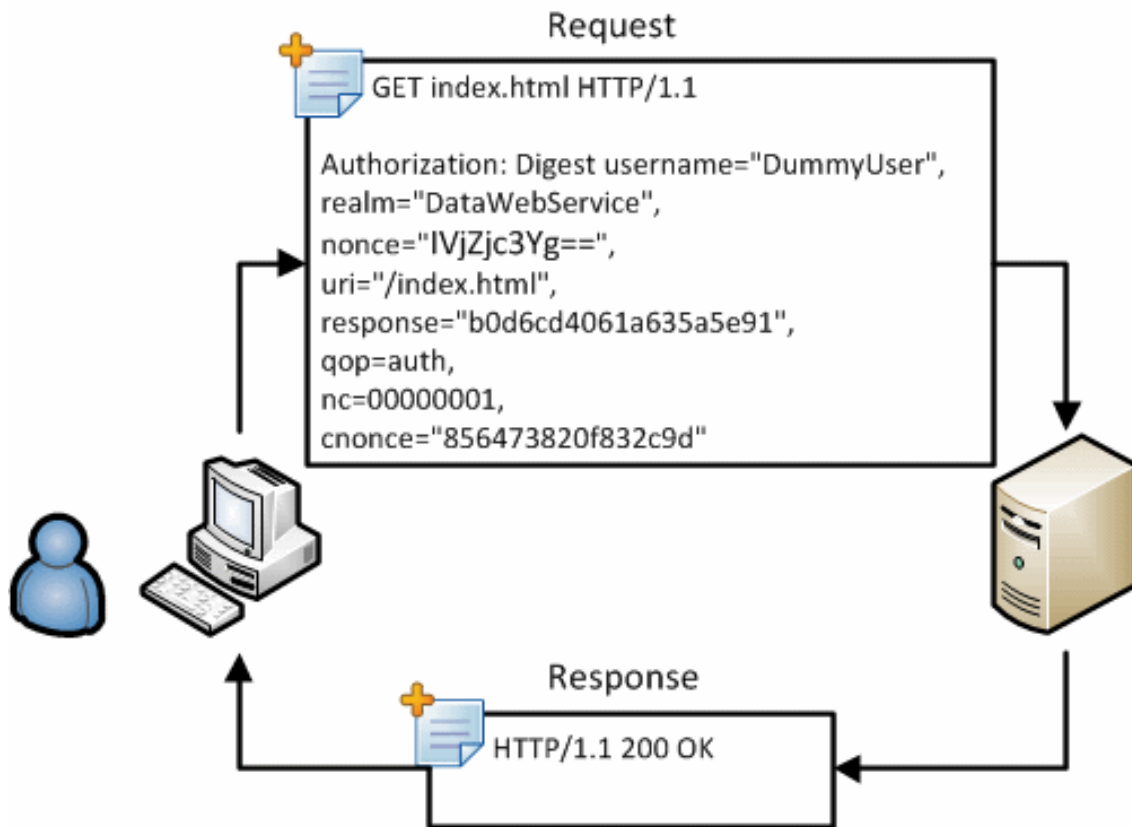 Request
GET index.html HTTP/1.1
Authorization: Digest username="DummyUser",
realm="DataWebService",
nonce="lVjZjc3Yg==",
uri="/index.html",
response="b0d6cd4061a635a5e91",
qop=auth,
nc=00000001,
cnonce="856473820f832c9d"
Response
HTTP/1.1 200 OK